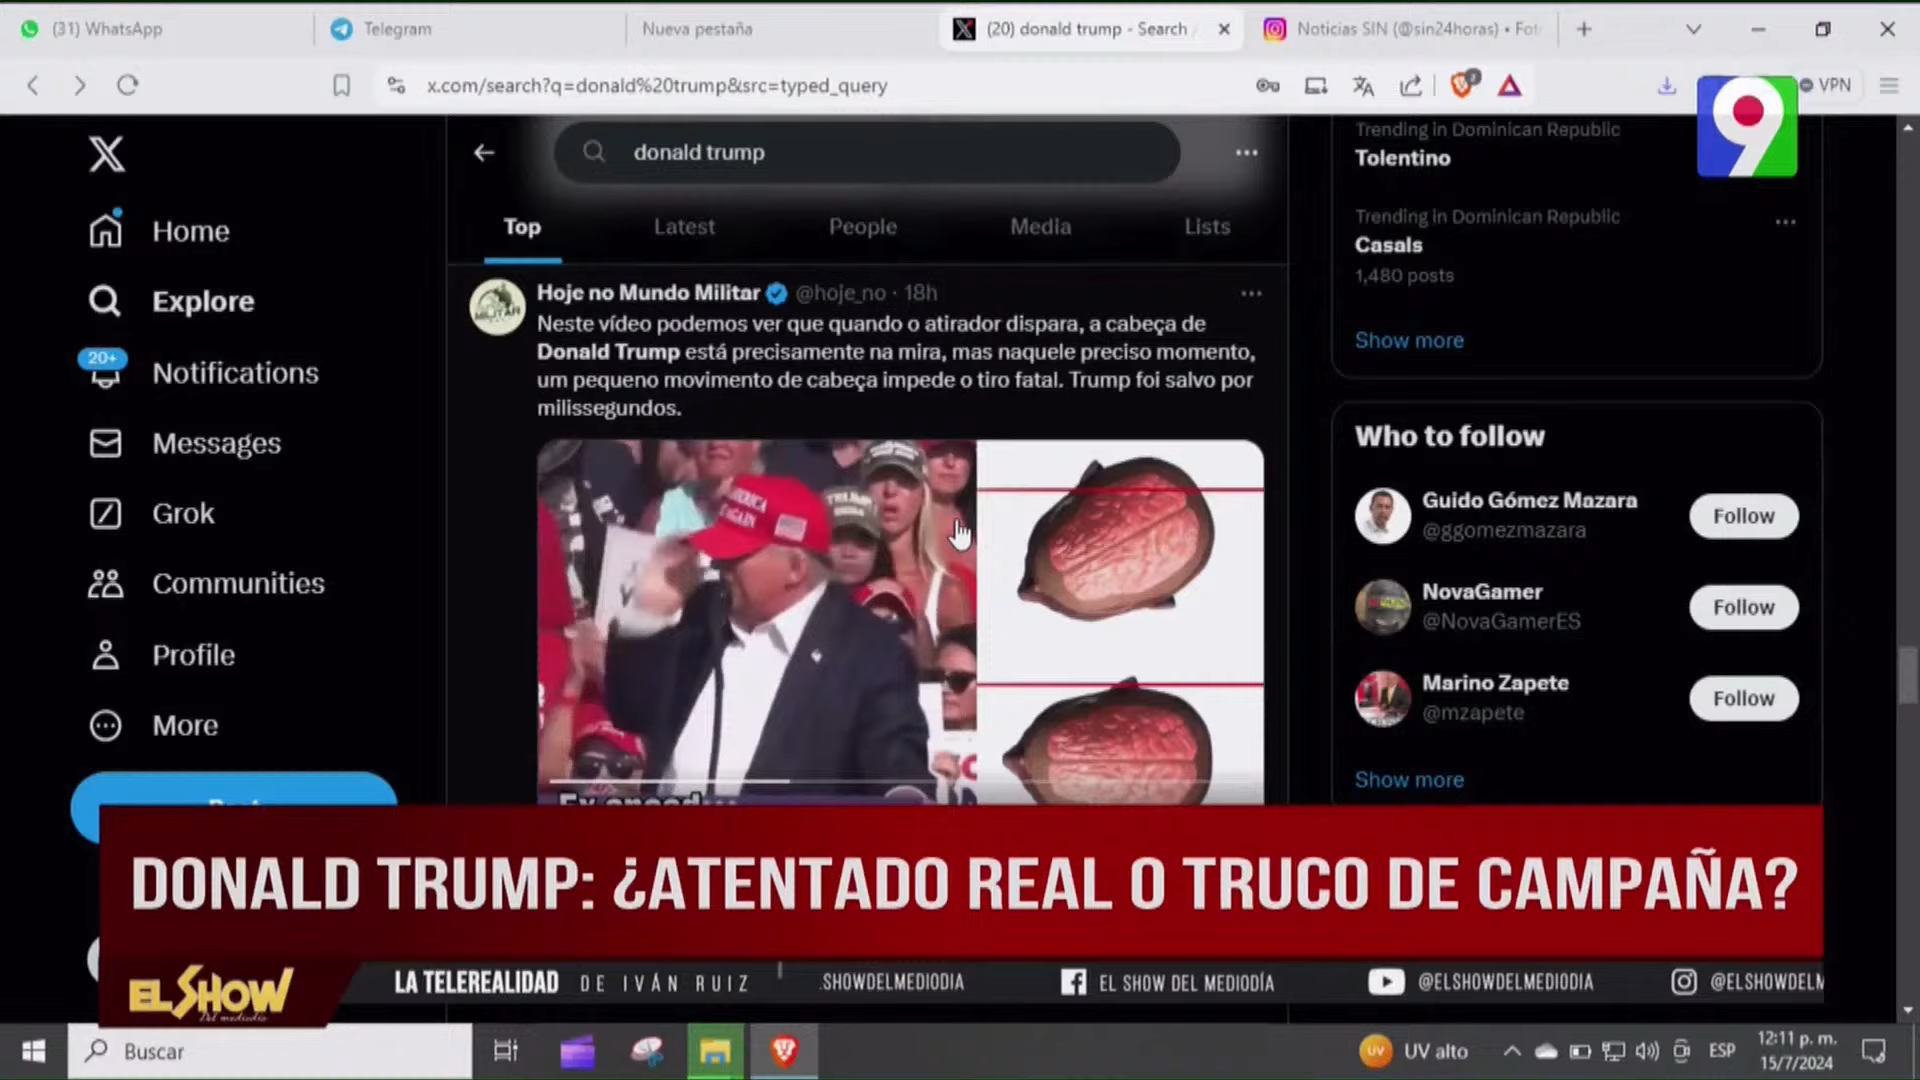 (31) WhatsApp
Telegram
Nueva pestaña
(20) donald trump - Search /
Noticias SIN (@sin24horas) • Fot
x.com/search?q=donald%20trump&src=typed_query
2
VPN
9
donald trump
Top
Latest
People
Media
Lists
Home
Explore
20+
Notifications
Messages
Grok
Communities
Profile
More
Hoje no Mundo Militar @hoje_no · 18h
Neste vídeo podemos ver que quando o atirador dispara, a cabeça de
Donald Trump está precisamente na mira, mas naquele preciso momento,
um pequeno movimento de cabeça impede o tiro fatal. Trump foi salvo por
milissegundos.
Trending in Dominican Republic
Tolentino
Trending in Dominican Republic
Casals
1,480 posts
Show more
Who to follow
Guido Gómez Mazara
@ggomezmazara
Follow
NovaGamer
@NovaGamerES
Follow
Marino Zapete
@mzapete
Follow
Show more
DONALD TRUMP: ¿ATENTADO REAL O TRUCO DE CAMPAÑA?
EL SHOW
Del mediodía
LA TELEREALIDAD DE IVÁN RUIZ
.SHOWDELMEDIODIA
EL SHOW DEL MEDIODÍA
@ELSHOWDELMEDIODIA
@ELSHOWDELM
Buscar
UV
UV alto
ESP
12:11 p. m.
15/7/2024